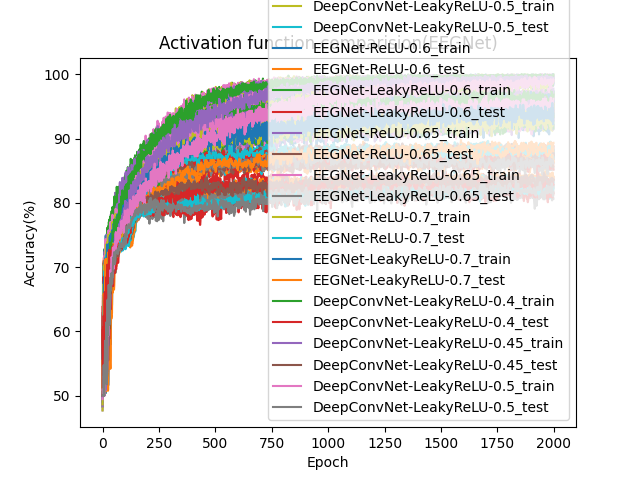 DeepConvNet-LeakyReLU-0.5_train
DeepConvNet-LeakyReLU-0.5_test
Activation function comparision(EEGNet)
EEGNet-ReLU-0.6_train
EEGNet-ReLU-0.6_test
EEGNet-LeakyReLU-0.6_train
EEGNet-LeakyReLU-0.6_test
EEGNet-ReLU-0.65_train
EEGNet-ReLU-0.65_test
EEGNet-LeakyReLU-0.65_train
EEGNet-LeakyReLU-0.65_test
EEGNet-ReLU-0.7_train
EEGNet-ReLU-0.7_test
EEGNet-LeakyReLU-0.7_train
EEGNet-LeakyReLU-0.7_test
DeepConvNet-LeakyReLU-0.4_train
DeepConvNet-LeakyReLU-0.4_test
DeepConvNet-LeakyReLU-0.45_train
DeepConvNet-LeakyReLU-0.45_test
DeepConvNet-LeakyReLU-0.5_train
DeepConvNet-LeakyReLU-0.5_test
100
90
80
70
60
50
Accuracy(%)
0 250 500 750 1000 1250 1500 1750 2000
Epoch